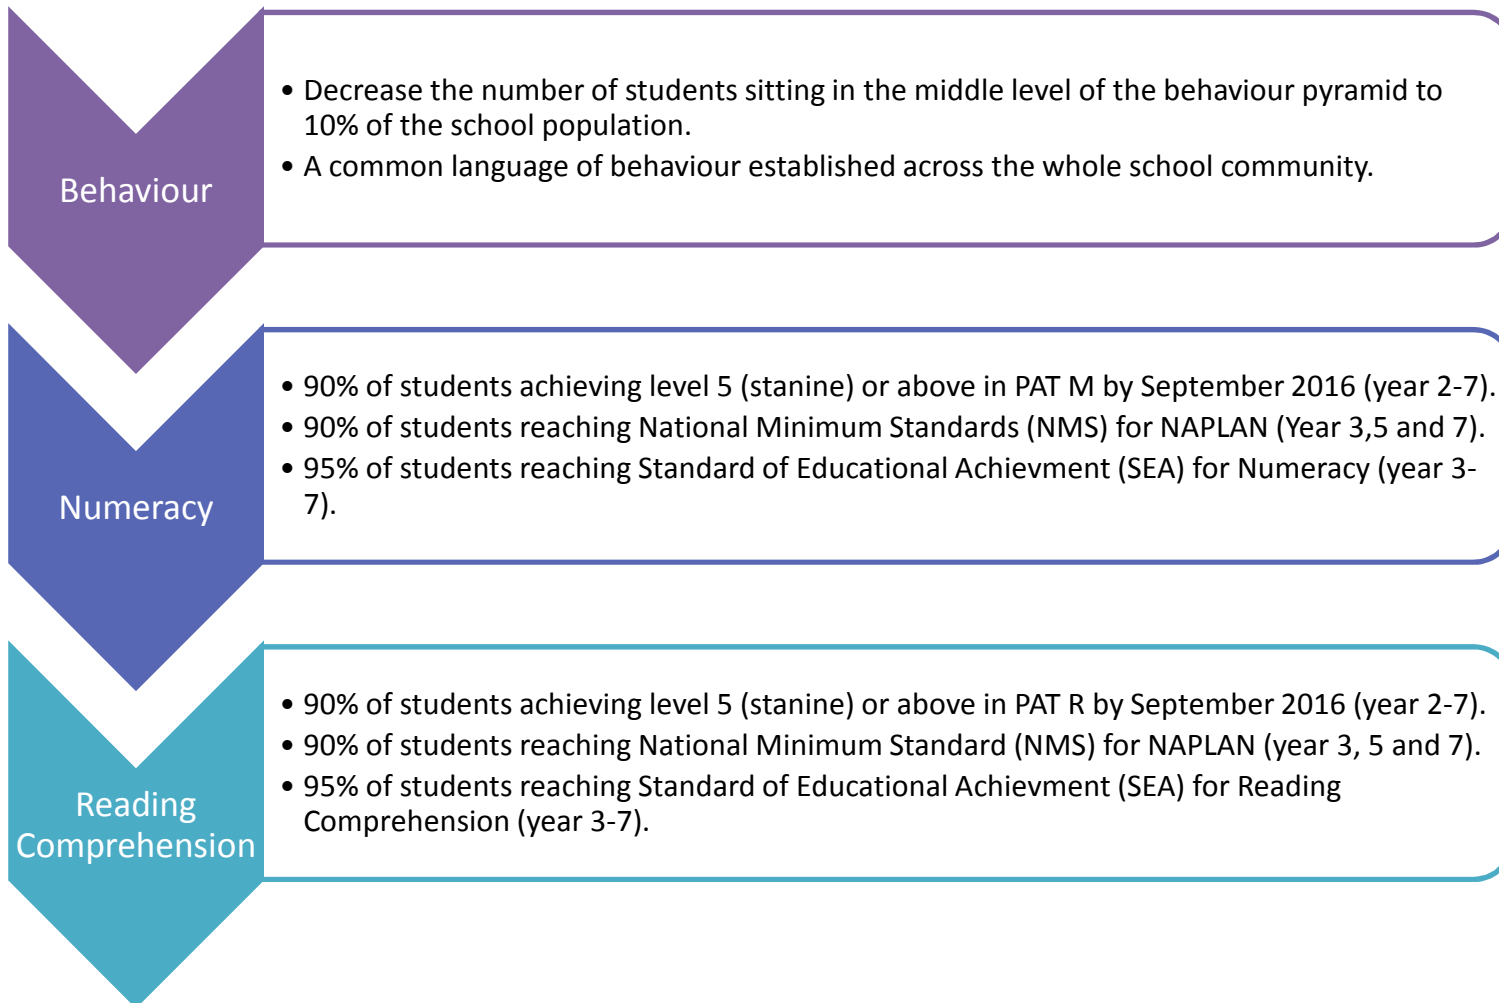 Behaviour
• Decrease the number of students sitting in the middle level of the behaviour pyramid to
10% of the school population.
• A common language of behaviour established across the whole school community.
Numeracy
• 90% of students achieving level 5 (stanine) or above in PAT M by September 2016 (year 2-7).
• 90% of students reaching National Minimum Standards (NMS) for NAPLAN (Year 3,5 and 7).
• 95% of students reaching Standard of Educational Achievment (SEA) for Numeracy (year 3-
7).
Reading
Comprehension
• 90% of students achieving level 5 (stanine) or above in PAT R by September 2016 (year 2-7).
• 90% of students reaching National Minimum Standard (NMS) for NAPLAN (year 3, 5 and 7).
• 95% of students reaching Standard of Educational Achievment (SEA) for Reading
Comprehension (year 3-7).